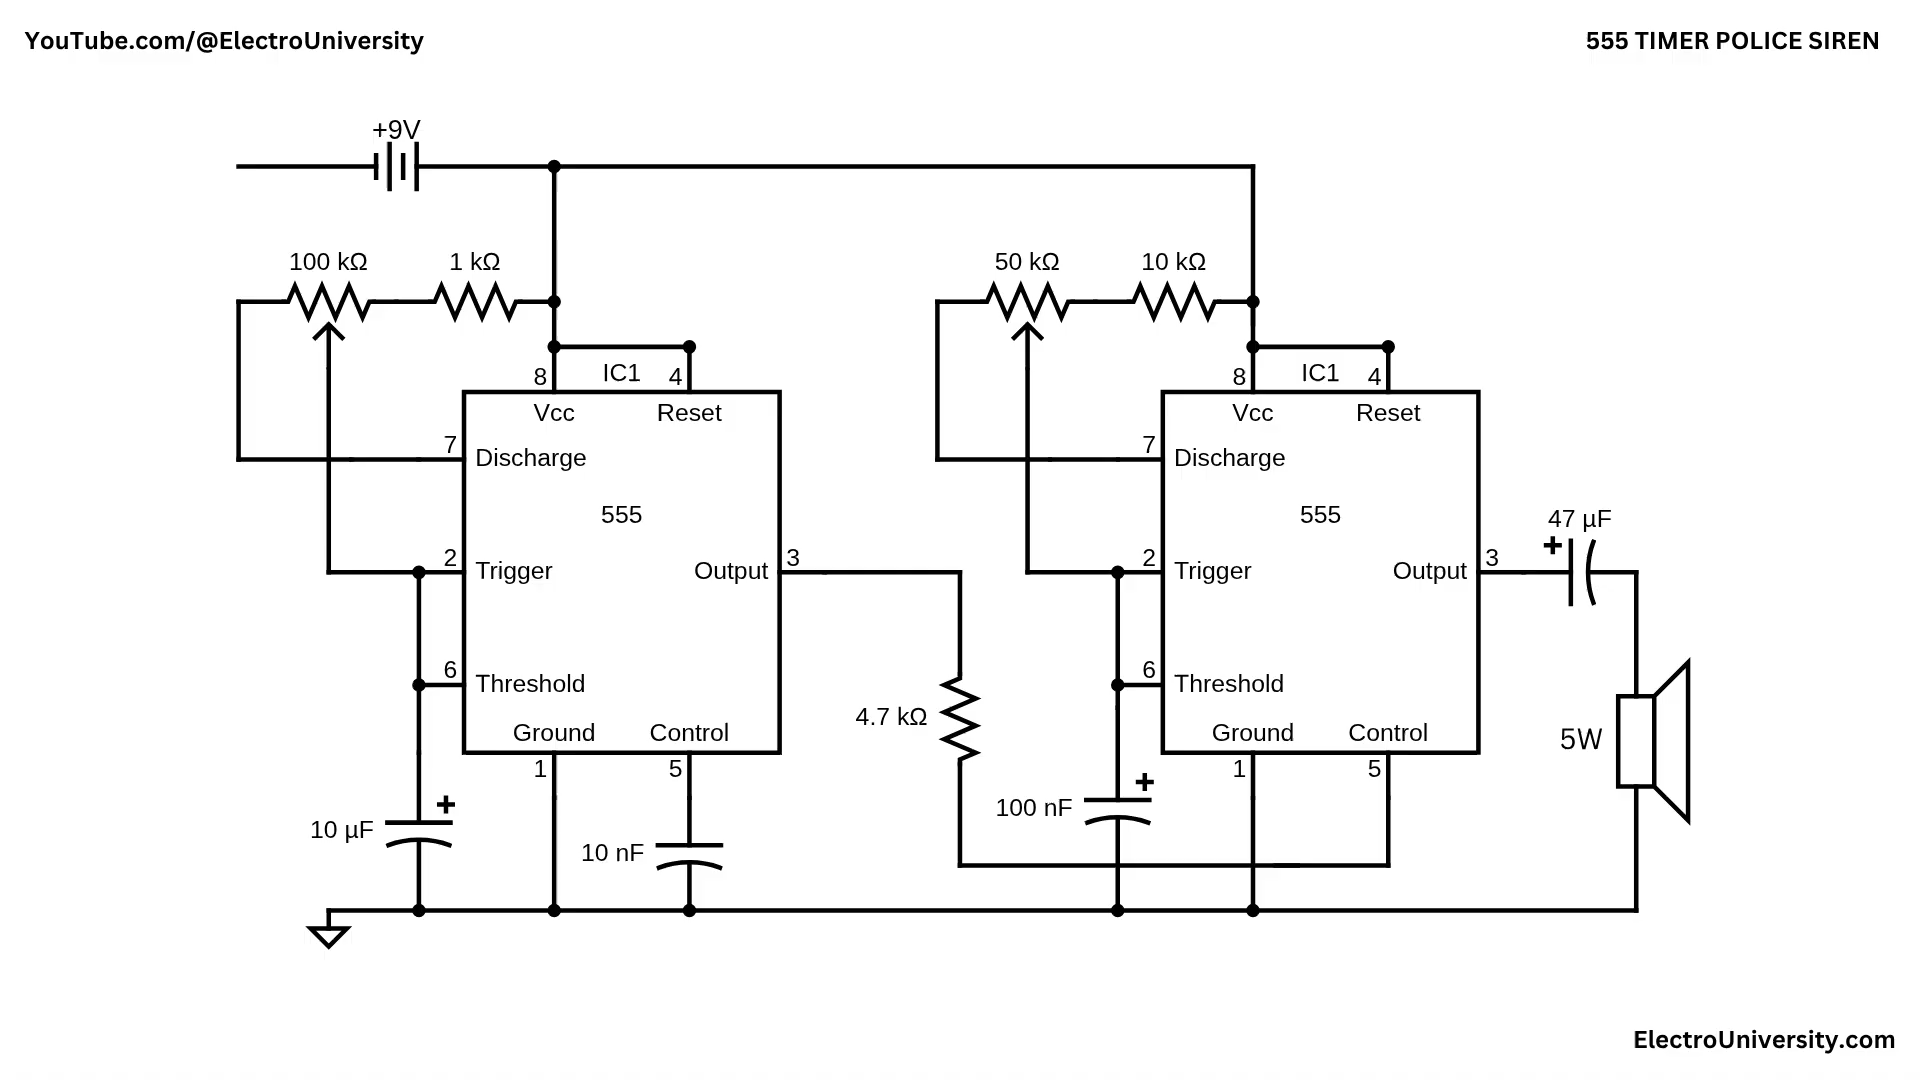 YouTube.com/@ElectroUniversity
555 TIMER POLICE SIREN
+9V
100 kΩ
1 kΩ
50 kΩ
10 kΩ
8
IC1
4
Vcc
Reset
7
Discharge
555
2
Trigger
Output
3
6
Threshold
Ground
Control
1
5
10 µF
+
10 nF
4.7 kΩ
8
IC1
4
Vcc
Reset
7
Discharge
555
2
Trigger
Output
3
6
Threshold
Ground
Control
1
5
100 nF
+
47 µF
+
5W
ElectroUniversity.com